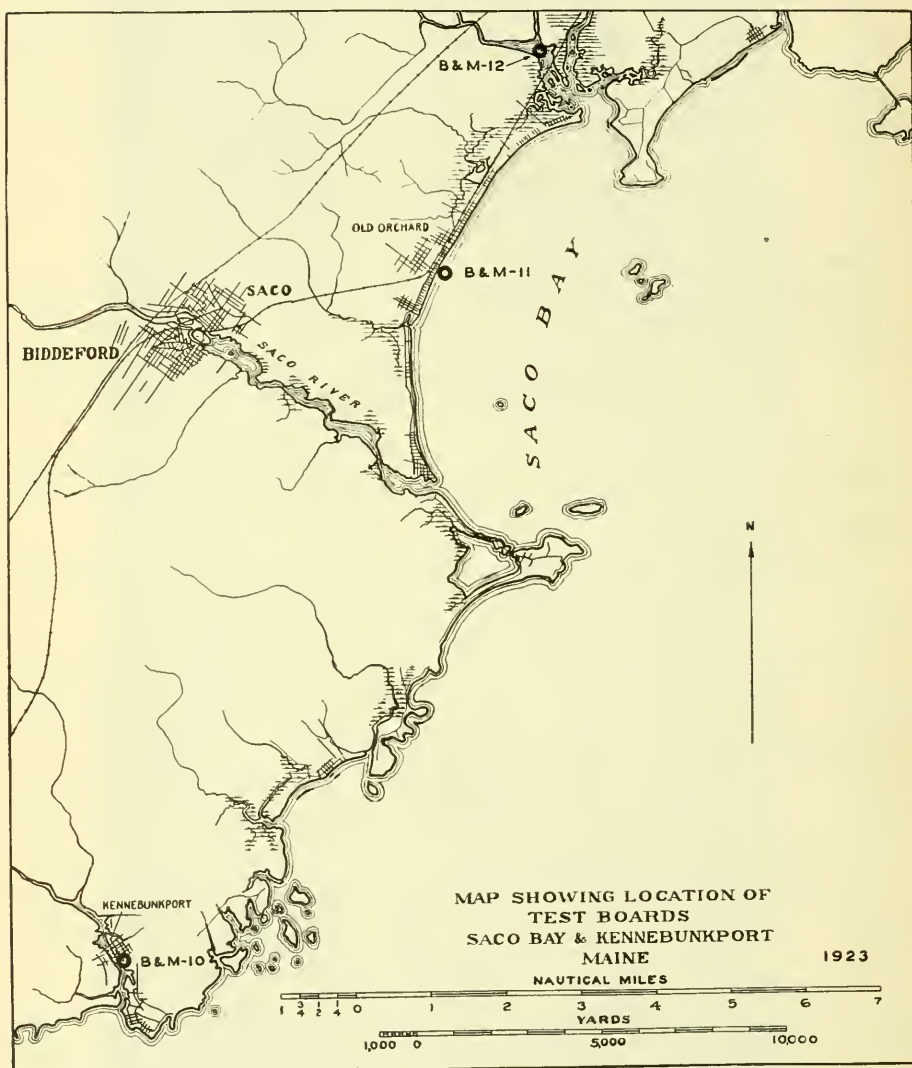 B & M-12
OLD ORCHARD
B & M-11
SACO
BIDDEFORD
SACO RIVER
SACO BAY
N
KENNEBUNKPORT
B & M-10
MAP SHOWING LOCATION OF
TEST BOARDS
SACO BAY & KENNEBUNKPORT
MAINE 1923
NAUTICAL MILES
1 3/4 1/2 1/4 0 1 2 3 4 5 6 7
YARDS
1,000 0 5,000 10,000